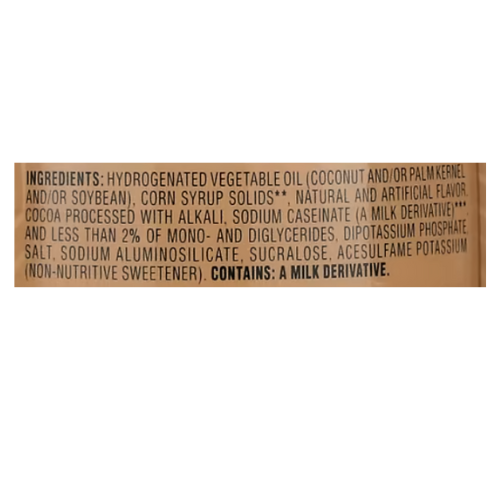 INGREDIENTS: HYDROGENATED VEGETABLE OIL (COCONUT AND/OR PALM KERNEL
AND/OR SOYBEAN), CORN SYRUP SOLIDS**, NATURAL AND ARTIFICIAL FLAVOR,
COCOA PROCESSED WITH ALKALI, SODIUM CASEINATE (A MILK DERIVATIVE)***,
AND LESS THAN 2% OF MONO- AND DIGLYCERIDES, DIPOTASSIUM PHOSPHATE,
SALT, SODIUM ALUMINOSILICATE, SUCRALOSE, ACESULFAME POTASSIUM
(NON-NUTRITIVE SWEETENER). CONTAINS: A MILK DERIVATIVE.